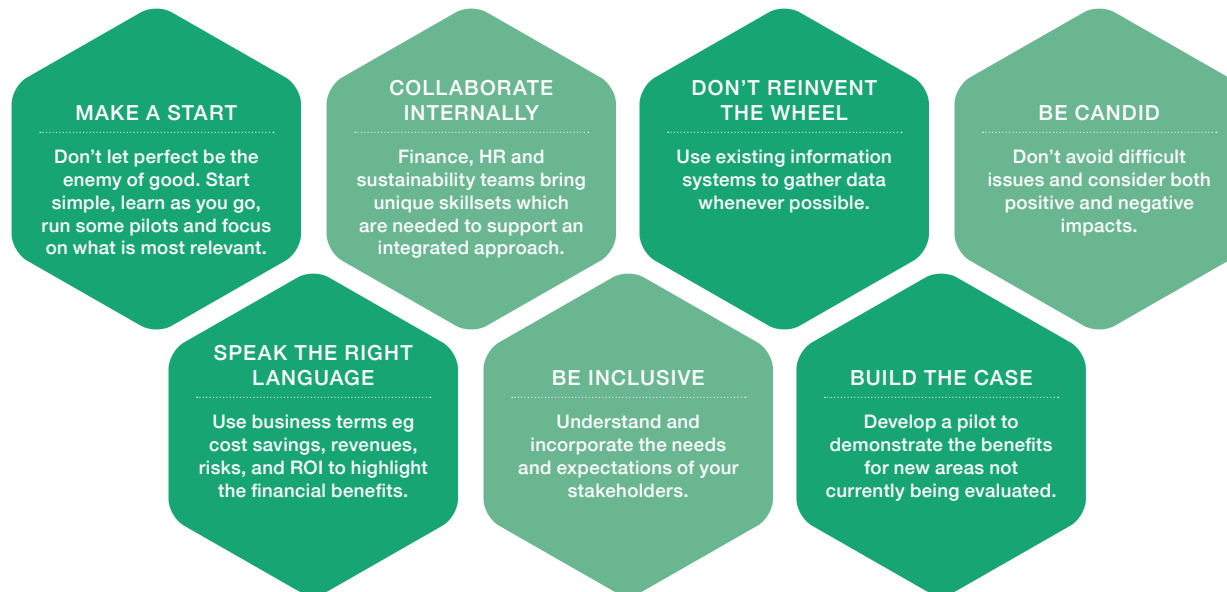 MAKE A START
Don’t let perfect be the
enemy of good. Start
simple, learn as you go,
run some pilots and focus
on what is most relevant.
COLLABORATE
INTERNALLY
Finance, HR and
sustainability teams bring
unique skillsets which
are needed to support an
integrated approach.
DON’T REINVENT
THE WHEEL
Use existing information
systems to gather data
whenever possible.
BE CANDID
Don’t avoid difficult
issues and consider both
positive and negative
impacts.
SPEAK THE RIGHT
LANGUAGE
Use business terms eg
cost savings, revenues,
risks, and ROI to highlight
the financial benefits.
BE INCLUSIVE
Understand and
incorporate the needs
and expectations of your
stakeholders.
BUILD THE CASE
Develop a pilot to
demonstrate the benefits
for new areas not
currently being evaluated.